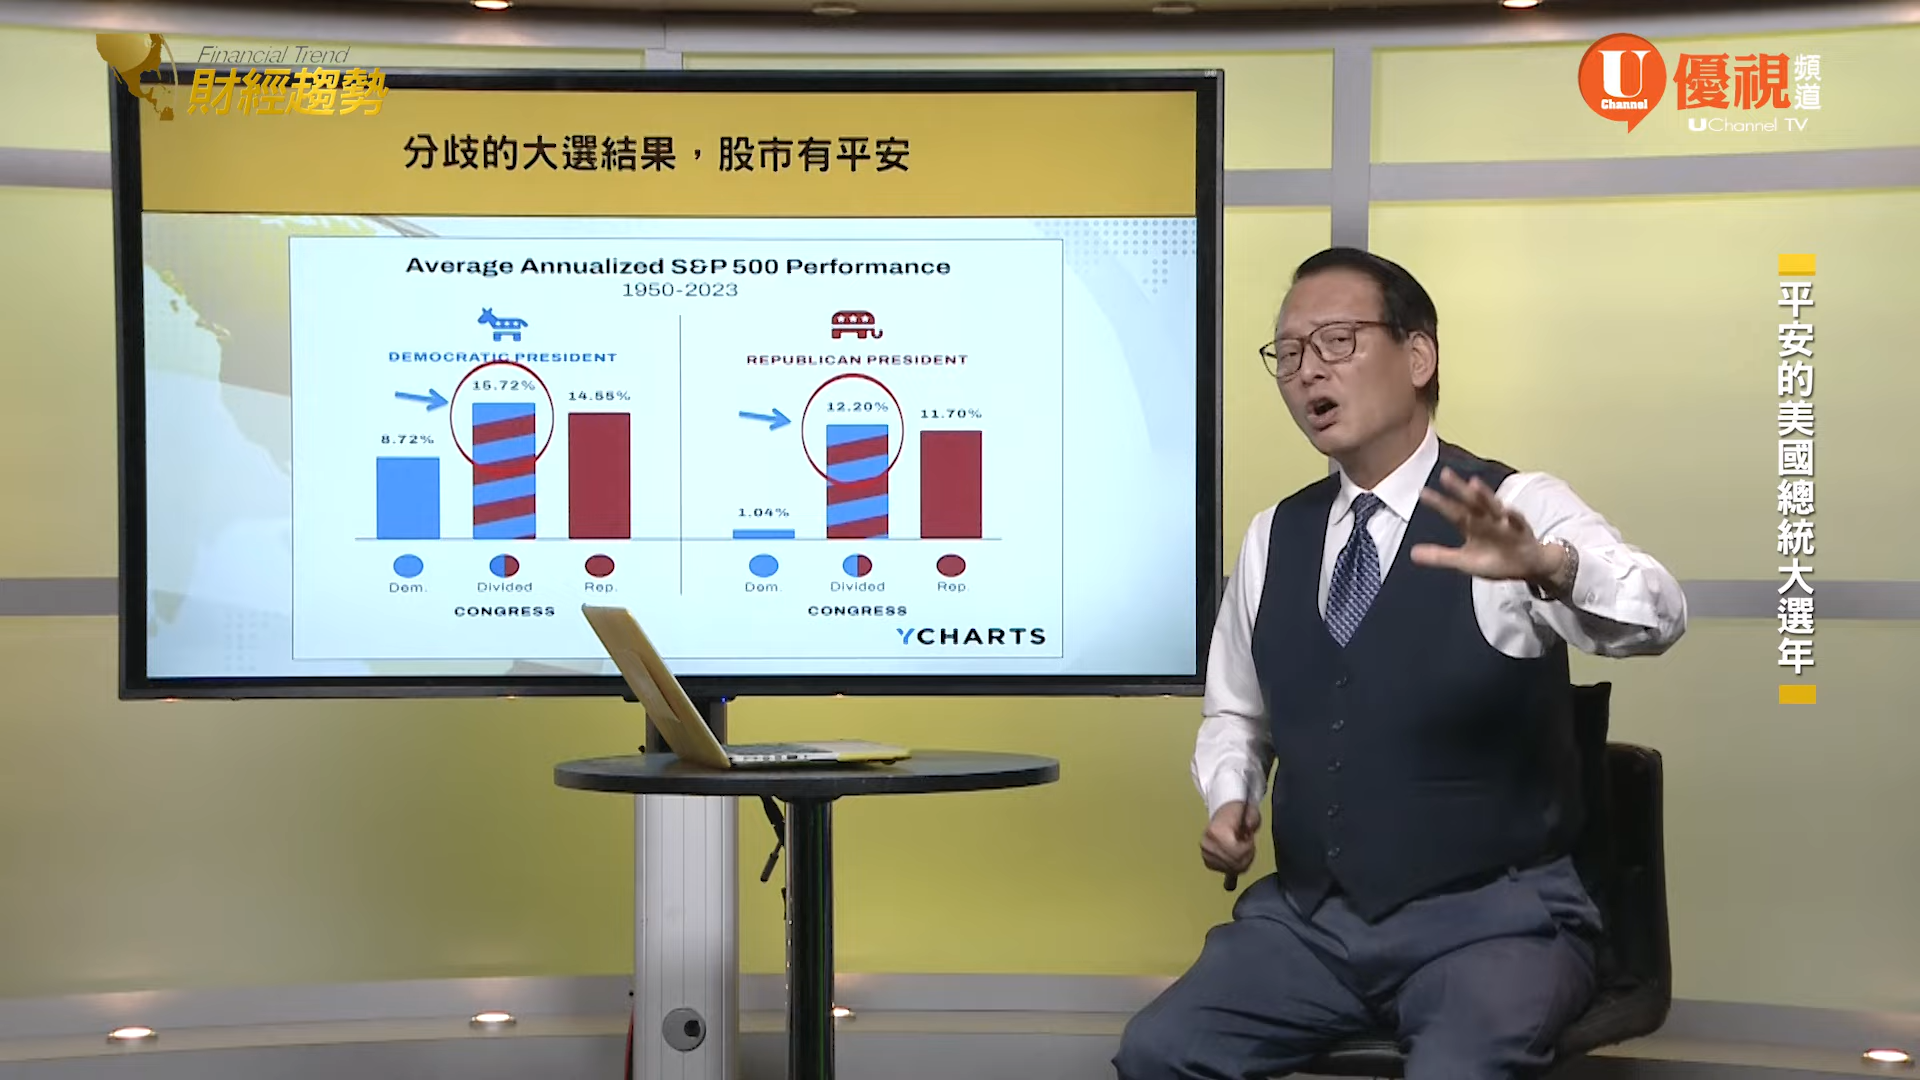 Financial Trend
財經趨勢
分歧的大選結果，股市有平安
Average Annualized S&P 500 Performance
1950-2023
DEMOCRATIC PRESIDENT
8.72%
15.72%
14.55%
Dem.
Divided
Rep.
CONGRESS
REPUBLICAN PRESIDENT
1.04%
12.20%
11.70%
Dem.
Divided
Rep.
CONGRESS
YCHARTS
U
Channel
優視
頻道
UChannel TV
平安的美國總統大選年